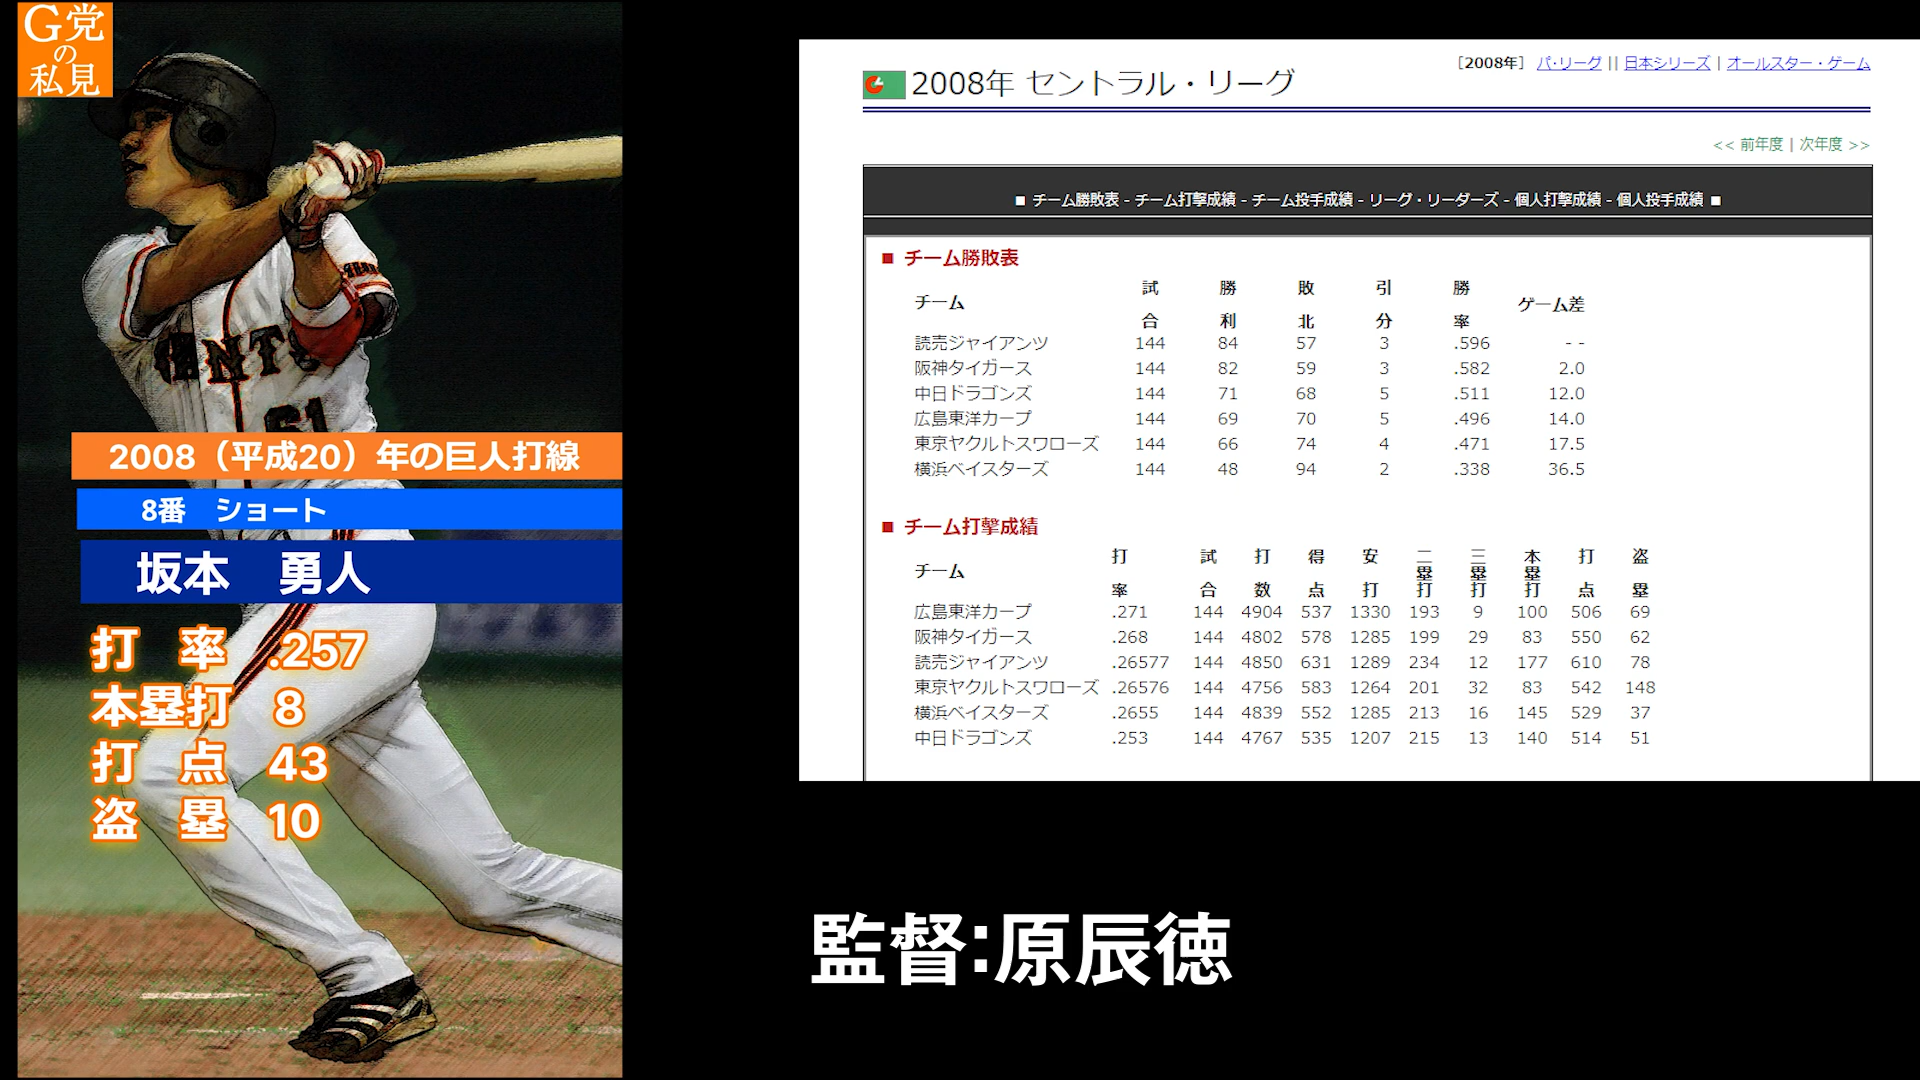 G党
の
私見
GIANTS
61
2008（平成20）年の巨人打線
8番 ショート
坂本 勇人
打 率 .257
本塁打 8
打 点 43
盗 塁 10
［2008年］ パ・リーグ || 日本シリーズ | オールスター・ゲーム
2008年 セントラル・リーグ
<< 前年度 | 次年度 >>
■ チーム勝敗表 - チーム打撃成績 - チーム投手成績 - リーグ・リーダーズ - 個人打撃成績 - 個人投手成績 ■
■ チーム勝敗表
チーム 試合 勝利 敗北 引分 勝率 ゲーム差
読売ジャイアンツ 144 84 57 3 .596 - -
阪神タイガース 144 82 59 3 .582 2.0
中日ドラゴンズ 144 71 68 5 .511 12.0
広島東洋カープ 144 69 70 5 .496 14.0
東京ヤクルトスワローズ 144 66 74 4 .471 17.5
横浜ベイスターズ 144 48 94 2 .338 36.5
■ チーム打撃成績
チーム 打率 試合 打数 得点 安打 二塁打 三塁打 本塁打 打点 盗塁
広島東洋カープ .271 144 4904 537 1330 193 9 100 506 69
阪神タイガース .268 144 4802 578 1285 199 29 83 550 62
読売ジャイアンツ .26577 144 4850 631 1289 234 12 177 610 78
東京ヤクルトスワローズ .26576 144 4756 583 1264 201 32 83 542 148
横浜ベイスターズ .2655 144 4839 552 1285 213 16 145 529 37
中日ドラゴンズ .253 144 4767 535 1207 215 13 140 514 51
監督:原辰徳